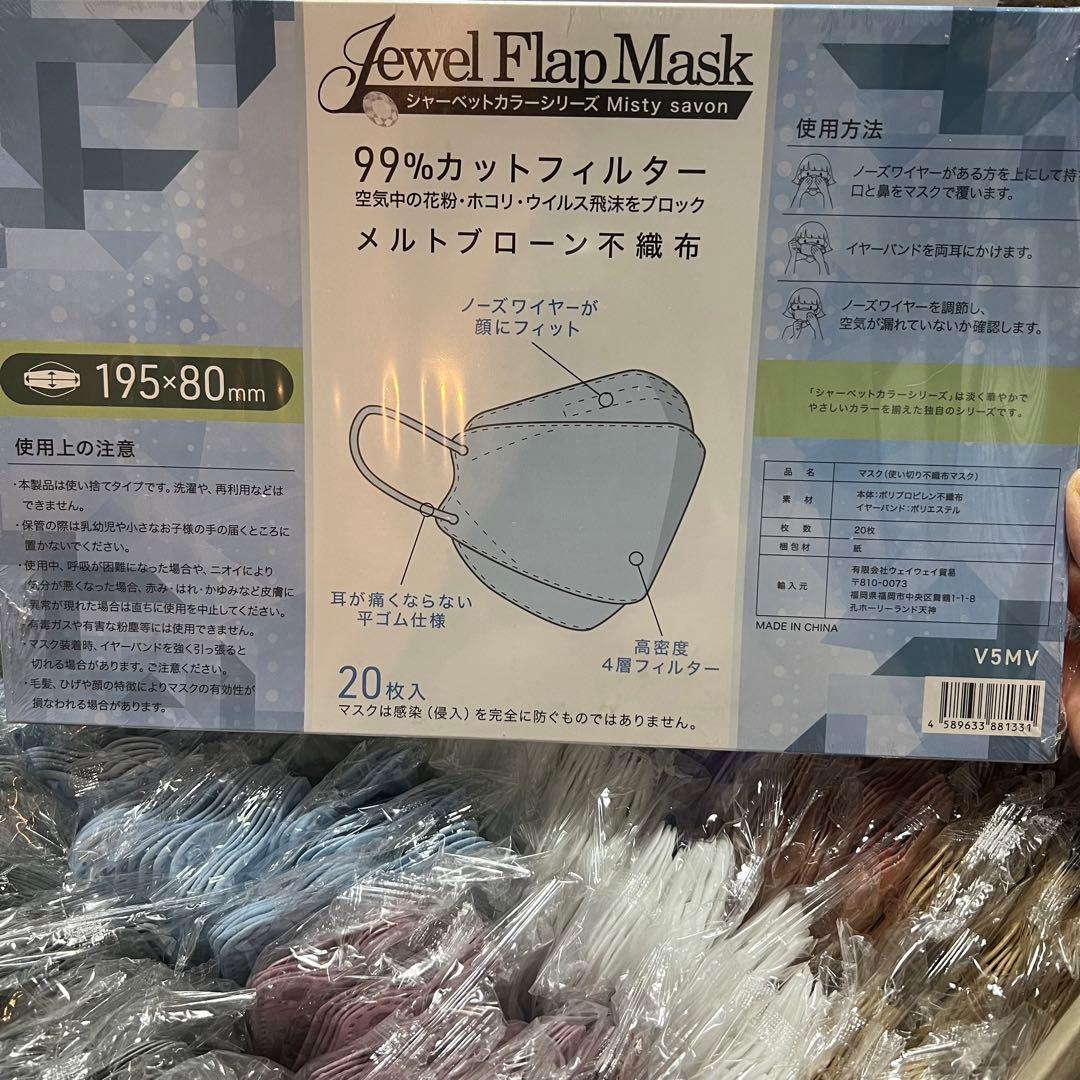 Jewel Flap Mask
シャーベットカラーシリーズ Misty savon
99%カットフィルター
空気中の花粉・ホコリ・ウイルス飛沫をブロック
メルトブローン不織布
ノーズワイヤーが
顔にフィット
耳が痛くならない
平ゴム仕様
高密度
4層フィルター
20枚入
マスクは感染（侵入）を完全に防ぐものではありません。
195×80mm
使用上の注意
・本製品は使い捨てタイプです。洗濯や、再利用などは
できません。
・保管の際は乳幼児や小さなお子様の手の届くところに
置かないでください。
・使用中、呼吸が困難になった場合や、ニオイにより
気分が悪くなった場合、赤み・はれ・かゆみなど皮膚に
異常が現れた場合は直ちに使用を中止してください。
・有毒ガスや有害な粉塵等には使用できません。
・マスク装着時、イヤーバンドを強く引っ張ると
切れる場合があります。ご注意ください。
・毛髪、ひげや顔の特徴によりマスクの有効性が
損なわれる場合があります。
使用方法
ノーズワイヤーがある方を上にして持ち
口と鼻をマスクで覆います。
イヤーバンドを両耳にかけます。
ノーズワイヤーを調節し、
空気が漏れていないか確認します。
「シャーベットカラーシリーズ」は淡く華やかで
やさしいカラーを揃えた独自のシリーズです。
品名 マスク（使い切り不織布マスク）
素材 本体：ポリプロピレン不織布
イヤーバンド：ポリエステル
枚数 20枚
梱包材 紙
輸入元 有限会社ウェイウェイ貿易
〒810-0073
福岡県福岡市中央区舞鶴1-1-8
孔ホーリーランド天神
MADE IN CHINA
V5MV
4 589633 881331